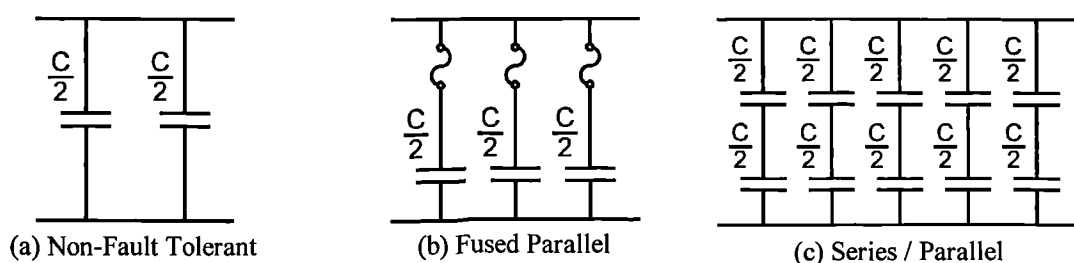 C/2 C/2
C/2 C/2 C/2
C/2 C/2 C/2 C/2 C/2
C/2 C/2 C/2 C/2 C/2
(a) Non-Fault Tolerant
(b) Fused Parallel
(c) Series / Parallel